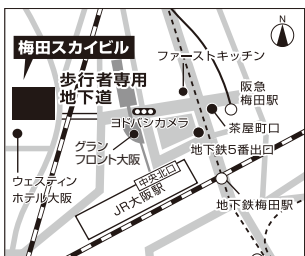 N
梅田スカイビル
ファーストキッチン
歩行者専用
地下道
阪急
梅田駅
ヨドバシカメラ
茶屋町口
グラン
フロント大阪
地下鉄5番出口
ウェスティン
ホテル大阪
中央北口
JR大阪駅
地下鉄梅田駅